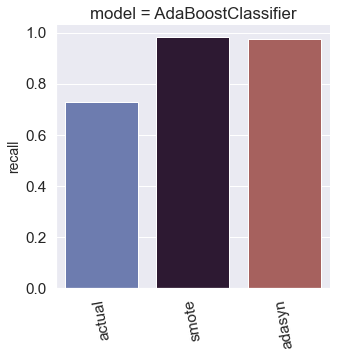 model = AdaBoostClassifier
1.0
0.8
0.6
0.4
0.2
0.0
recall
actual
smote
adasyn